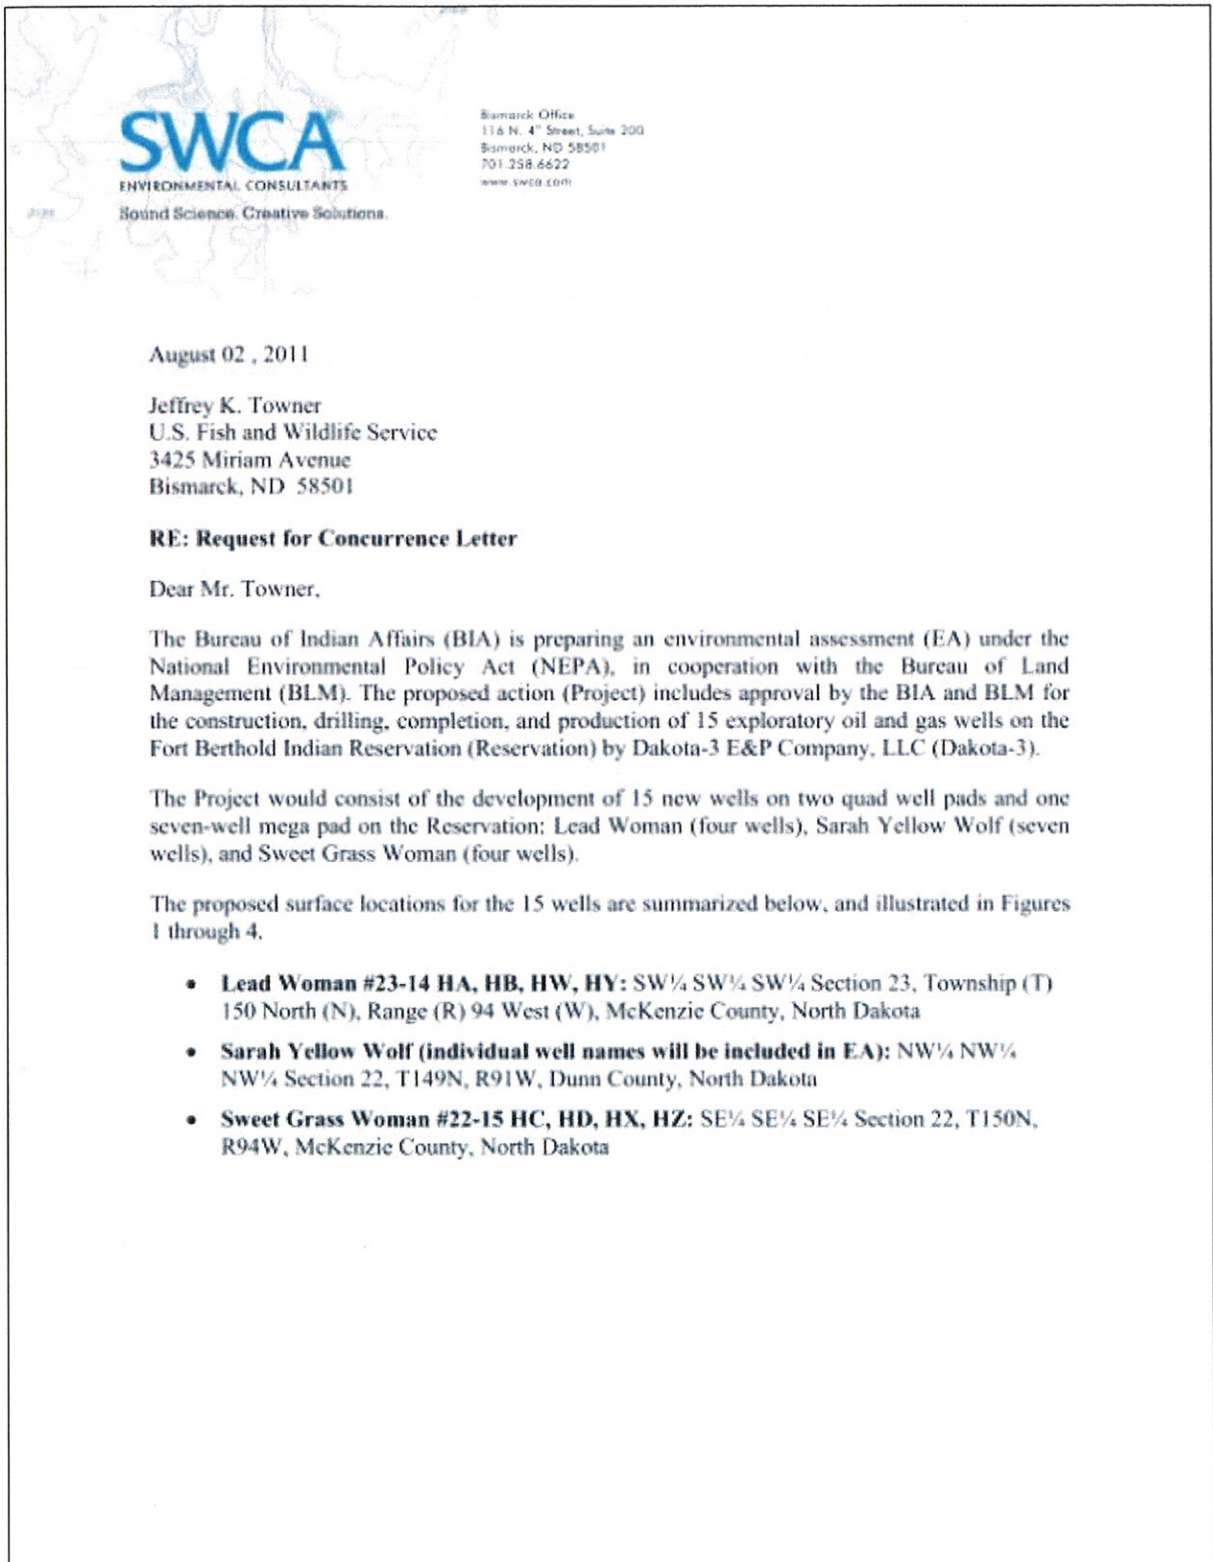 SWCA
ENVIRONMENTAL CONSULTANTS
Sound Science. Creative Solutions.
Bismarck Office
116 N. 4th Street, Suite 200
Bismarck, ND 58501
701.258.6622
www.swca.com
August 02 , 2011
Jeffrey K. Towner
U.S. Fish and Wildlife Service
3425 Miriam Avenue
Bismarck, ND 58501
RE: Request for Concurrence Letter
Dear Mr. Towner,
The Bureau of Indian Affairs (BIA) is preparing an environmental assessment (EA) under the
National Environmental Policy Act (NEPA), in cooperation with the Bureau of Land
Management (BLM). The proposed action (Project) includes approval by the BIA and BLM for
the construction, drilling, completion, and production of 15 exploratory oil and gas wells on the
Fort Berthold Indian Reservation (Reservation) by Dakota-3 E&P Company, LLC (Dakota-3).
The Project would consist of the development of 15 new wells on two quad well pads and one
seven-well mega pad on the Reservation: Lead Woman (four wells), Sarah Yellow Wolf (seven
wells), and Sweet Grass Woman (four wells).
The proposed surface locations for the 15 wells are summarized below, and illustrated in Figures
1 through 4.
• Lead Woman #23-14 HA, HB, HW, HY: SW¼ SW¼ SW¼ Section 23, Township (T)
150 North (N), Range (R) 94 West (W), McKenzie County, North Dakota
• Sarah Yellow Wolf (individual well names will be included in EA): NW¼ NW¼
NW¼ Section 22, T149N, R91W, Dunn County, North Dakota
• Sweet Grass Woman #22-15 HC, HD, HX, HZ: SE¼ SE¼ SE¼ Section 22, T150N,
R94W, McKenzie County, North Dakota